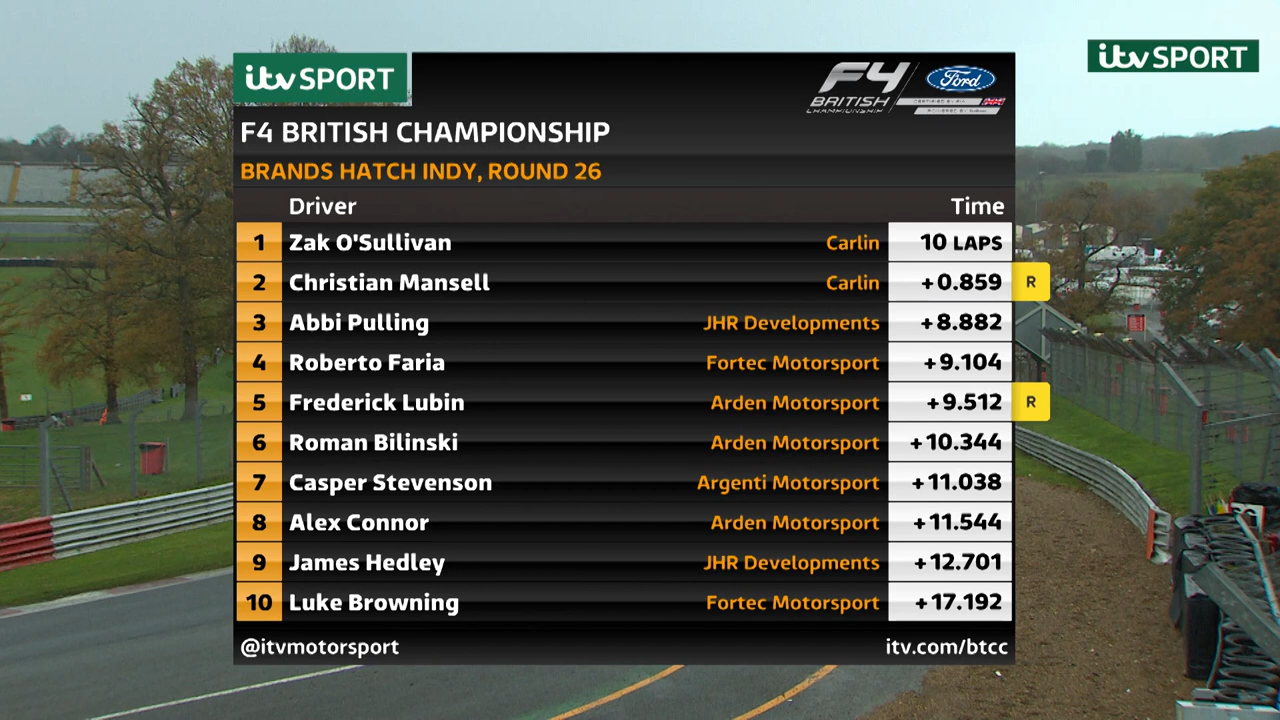 itv SPORT
itv SPORT
F4 BRITISH CHAMPIONSHIP
Ford
F4 BRITISH CHAMPIONSHIP
BRANDS HATCH INDY, ROUND 26
Driver Time
1 Zak O'Sullivan Carlin 10 LAPS
2 Christian Mansell Carlin +0.859 R
3 Abbi Pulling JHR Developments +8.882
4 Roberto Faria Fortec Motorsport +9.104
5 Frederick Lubin Arden Motorsport +9.512 R
6 Roman Bilinski Arden Motorsport +10.344
7 Casper Stevenson Argenti Motorsport +11.038
8 Alex Connor Arden Motorsport +11.544
9 James Hedley JHR Developments +12.701
10 Luke Browning Fortec Motorsport +17.192
@itvmotorsport itv.com/btcc